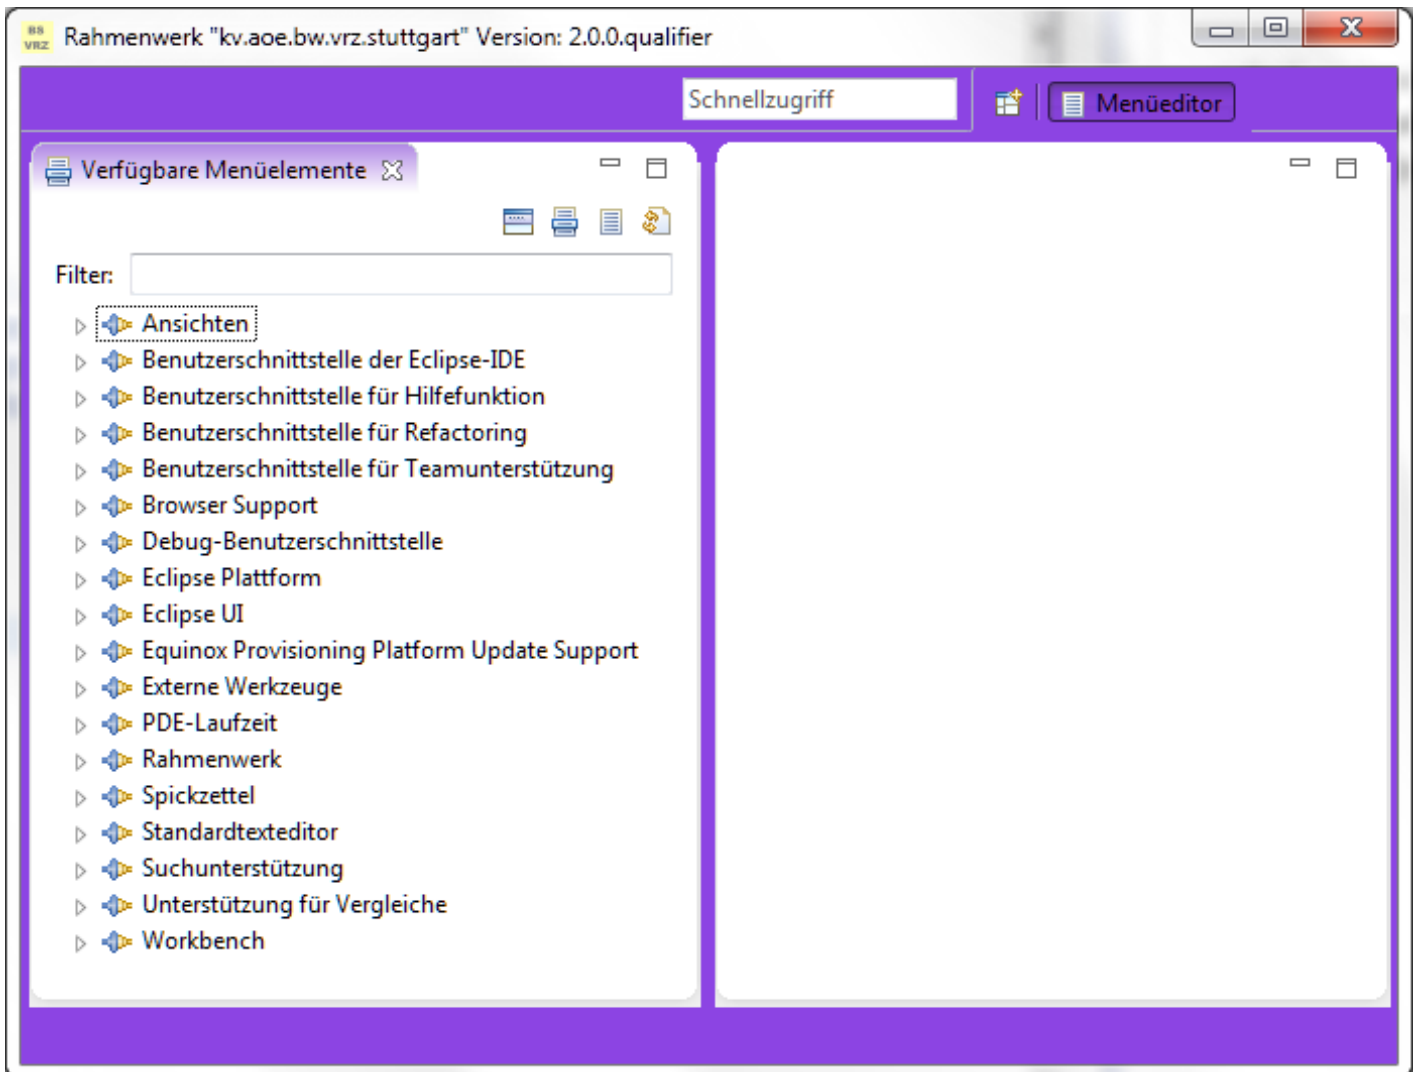 BS
VRZ
Rahmenwerk "kv.aoe.bw.vrz.stuttgart" Version: 2.0.0.qualifier
Schnellzugriff
Menüeditor
Verfügbare Menüelemente
Filter:
Ansichten
Benutzerschnittstelle der Eclipse-IDE
Benutzerschnittstelle für Hilfefunktion
Benutzerschnittstelle für Refactoring
Benutzerschnittstelle für Teamunterstützung
Browser Support
Debug-Benutzerschnittstelle
Eclipse Plattform
Eclipse UI
Equinox Provisioning Platform Update Support
Externe Werkzeuge
PDE-Laufzeit
Rahmenwerk
Spickzettel
Standardtexteditor
Suchunterstützung
Unterstützung für Vergleiche
Workbench